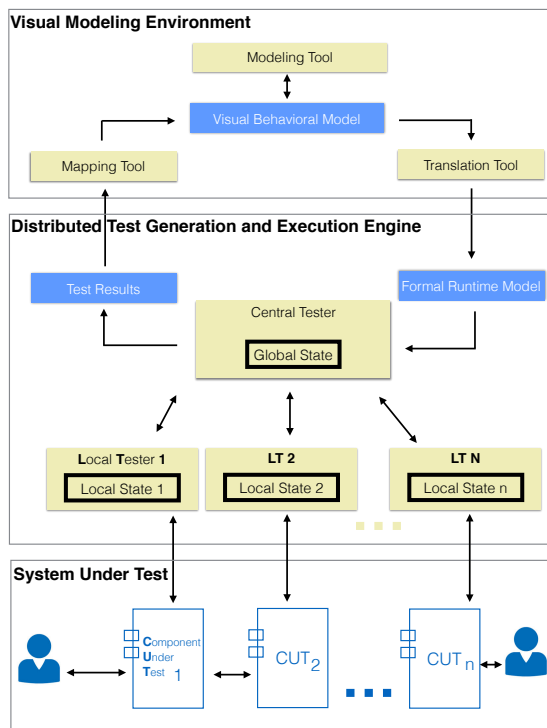 Visual Modeling Environment
Modeling Tool
Visual Behavioral Model
Mapping Tool
Translation Tool
Distributed Test Generation and Execution Engine
Test Results
Formal Runtime Model
Central Tester
Global State
Local Tester 1
LT 2
LT N
Local State 1
Local State 2
Local State n
System Under Test
Component
Under
Test 1
CUT2
CUTn